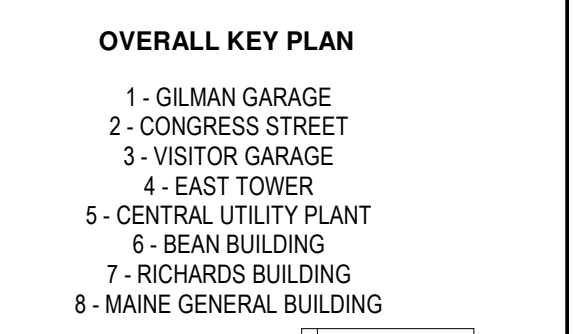 OVERALL KEY PLAN
1 - GILMAN GARAGE
2 - CONGRESS STREET
3 - VISITOR GARAGE
4 - EAST TOWER
5 - CENTRAL UTILITY PLANT
6 - BEAN BUILDING
7 - RICHARDS BUILDING
8 - MAINE GENERAL BUILDING